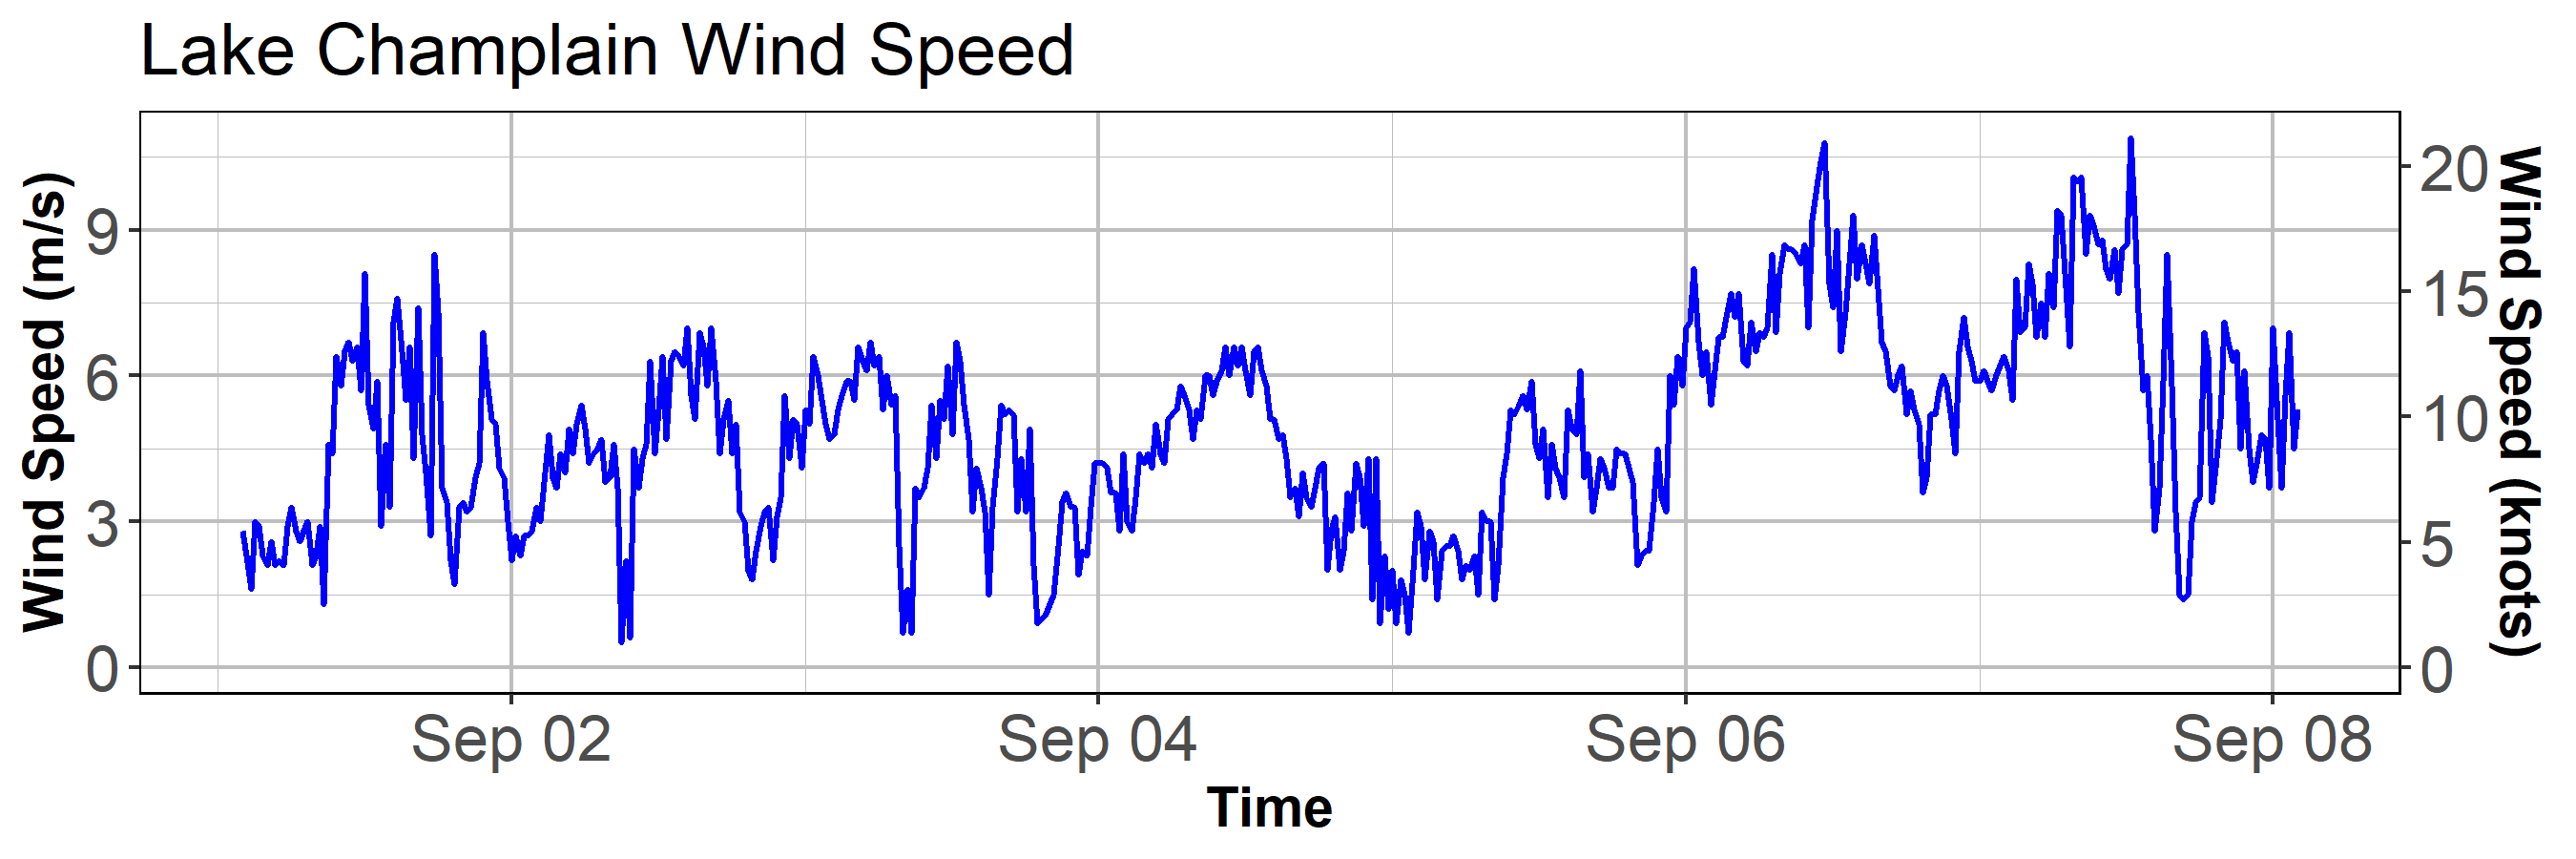 Lake Champlain Wind Speed
Wind Speed (m/s)
9
6
3
0
20
15
10
5
0
Wind Speed (knots)
Sep 02
Sep 04
Sep 06
Sep 08
Time